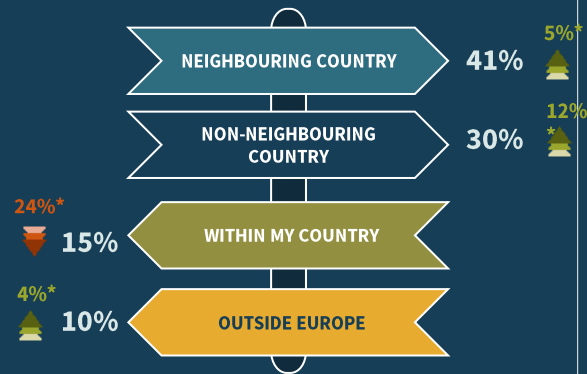 5%*
NEIGHBOURING COUNTRY 41%
12%
*
NON-NEIGHBOURING
COUNTRY
30%
24%*
15% WITHIN MY COUNTRY
4%*
10% OUTSIDE EUROPE